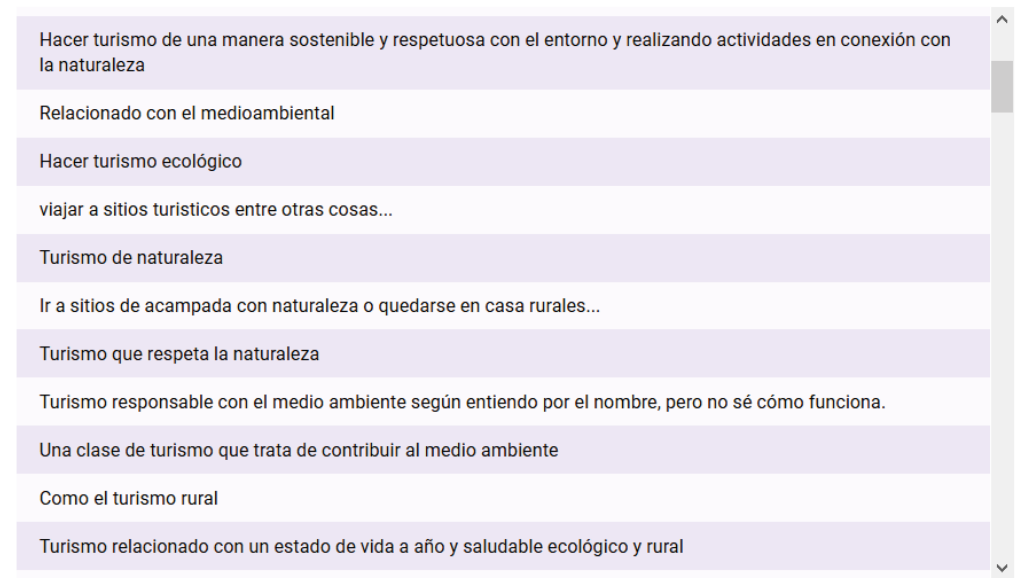 Hacer turismo de una manera sostenible y respetuosa con el entorno y realizando actividades en conexión con
la naturaleza
Relacionado con el medioambiental
Hacer turismo ecológico
viajar a sitios turisticos entre otras cosas...
Turismo de naturaleza
Ir a sitios de acampada con naturaleza o quedarse en casa rurales...
Turismo que respeta la naturaleza
Turismo responsable con el medio ambiente según entiendo por el nombre, pero no sé cómo funciona.
Una clase de turismo que trata de contribuir al medio ambiente
Como el turismo rural
Turismo relacionado con un estado de vida a año y saludable ecológico y rural